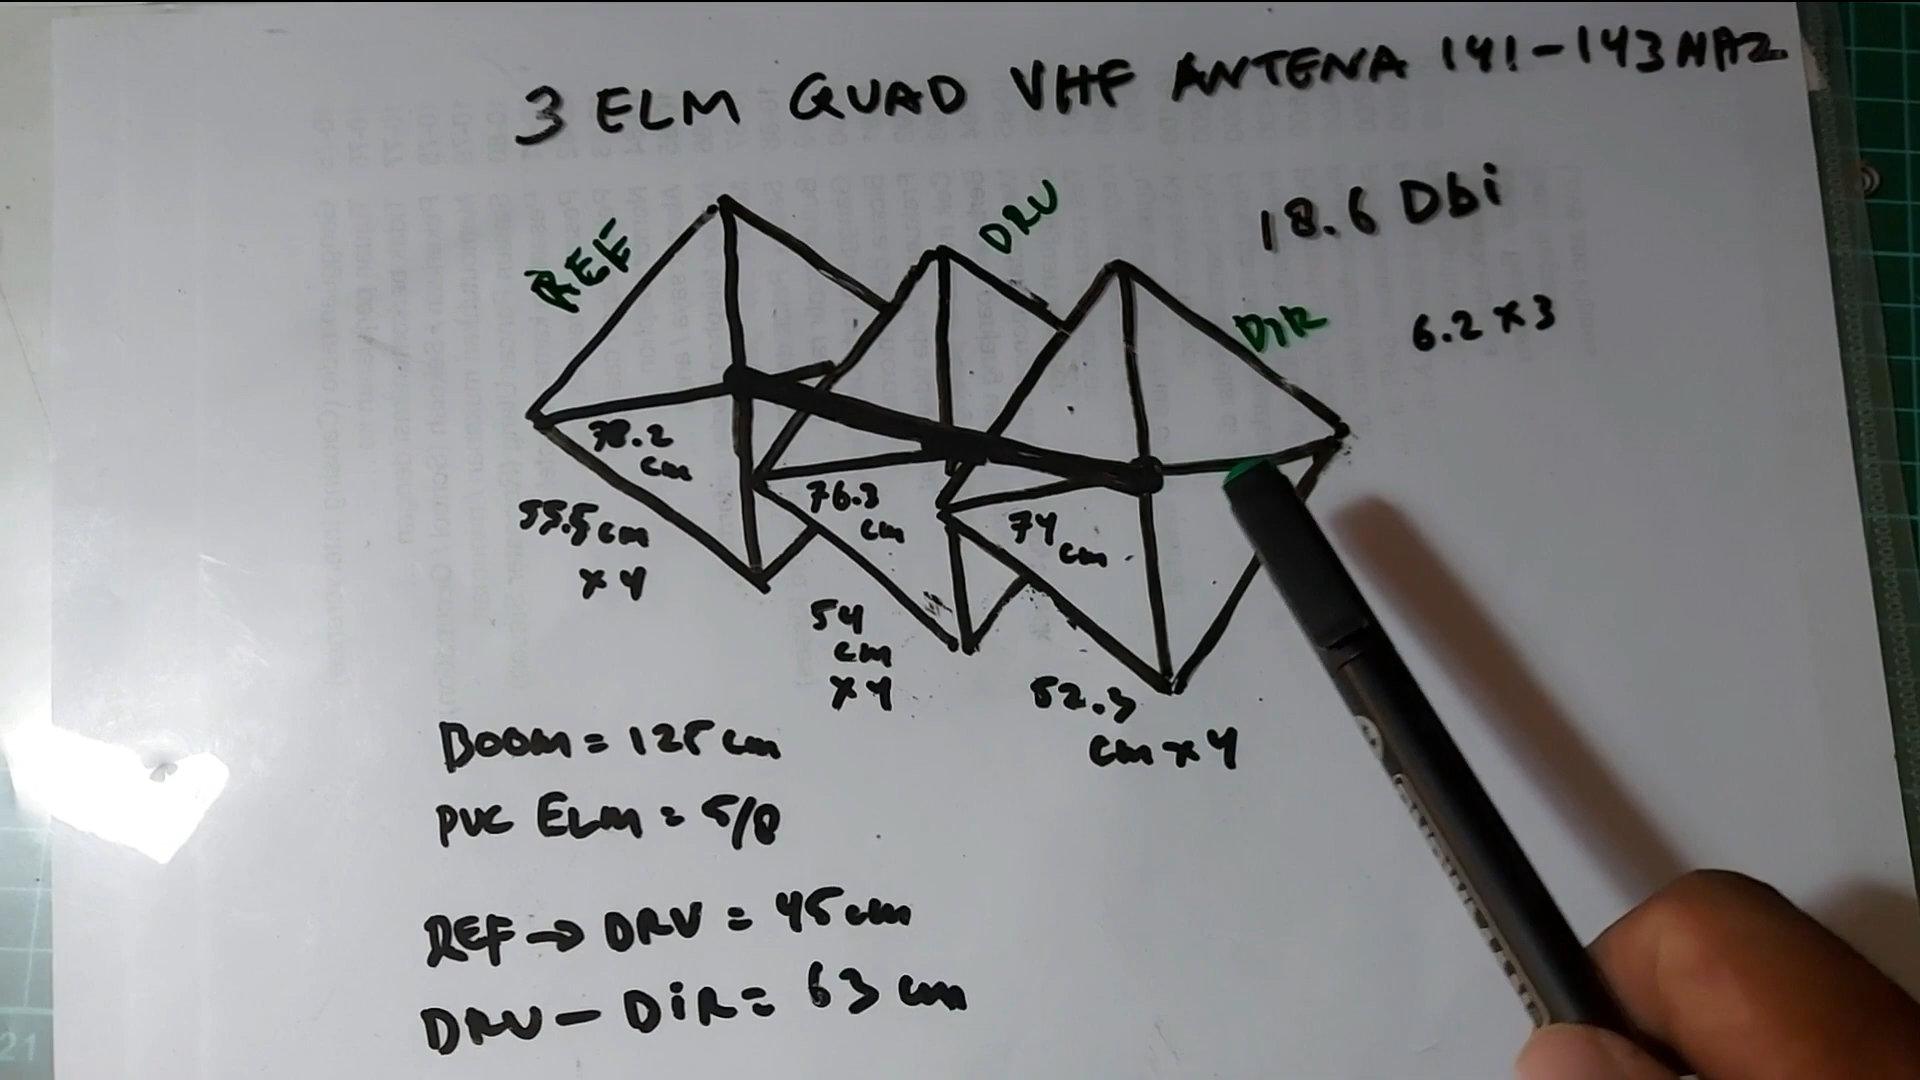 3 ELM QUAD VHF ANTENA 141-143 MHZ
18.6 Dbi
6.2 x 3
REF
DRV
DIR
78.2
cm
55.5 cm
x 4
76.3
cm
54
cm
x 4
74
cm
52.3
cm x 4
BOOM = 125 cm
PVC ELM = 5/8
REF → DRV = 45 cm
DRV - DIR = 63 cm
21